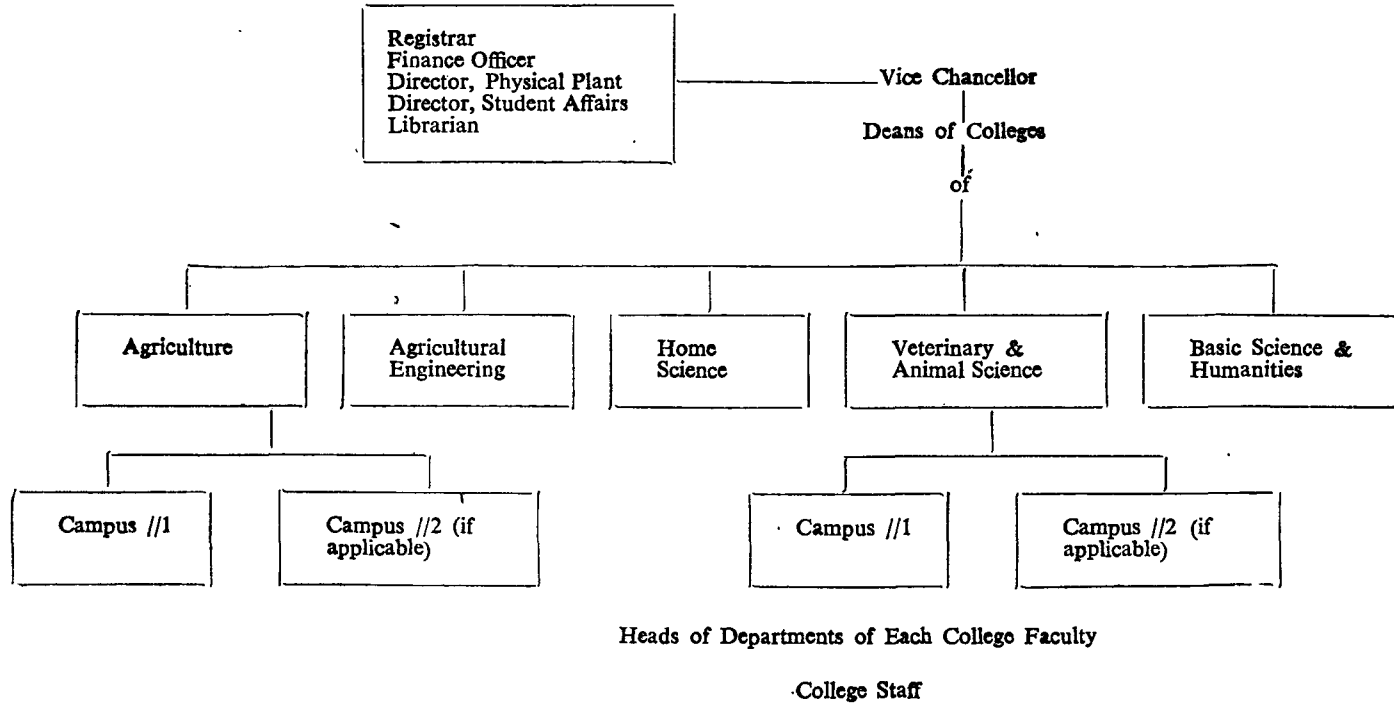 Registrar
Finance Officer
Director, Physical Plant
Director, Student Affairs
Librarian
Vice Chancellor
Deans of Colleges
of
Agriculture
Agricultural
Engineering
Home
Science
Veterinary &
Animal Science
Basic Science &
Humanities
Campus //1
Campus //2 (if
applicable)
Campus //1
Campus //2 (if
applicable)
Heads of Departments of Each College Faculty
College Staff